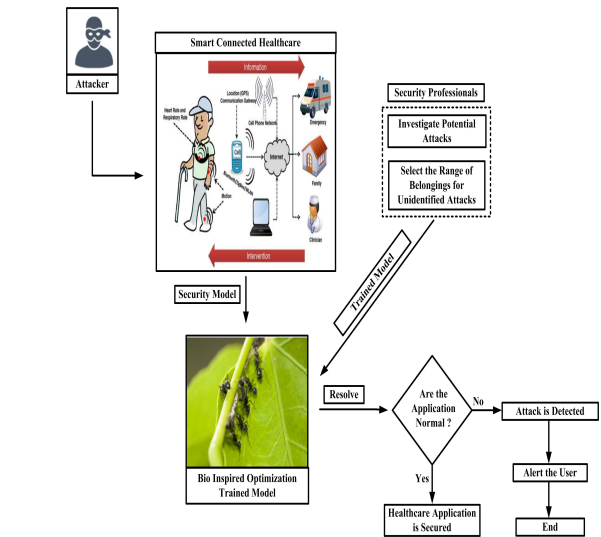 Attacker
Smart Connected Healthcare
Information
Location (GPS)
Communication Gateway
Heart Rate and
Respiratory Rate
Cell Phone Network
Emergency
Cell
Internet
Family
Motion
Clinician
Intervention
Security Professionals
Investigate Potential
Attacks
Select the Range of
Belongings for
Unidentified Attacks
Security Model
Trained Model
Bio Inspired Optimization
Trained Model
Resolve
Are the
Application
Normal ?
No
Attack is Detected
Alert the User
End
Yes
Healthcare Application
is Secured